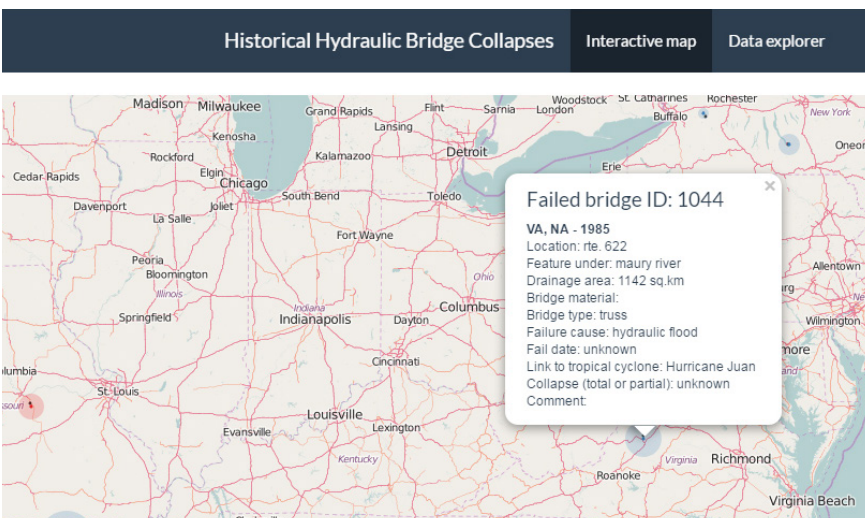 Historical Hydraulic Bridge Collapses Interactive map Data explorer
Madison Milwaukee Grand Rapids Flint Sarnia London Woodstock St. Catharines Rochester
Buffalo New York
Kenosha Lansing
Rockford Kalamazoo Detroit Oneon
Erie
Cedar Rapids Elgin Chicago
Davenport Joliet South Bend Toledo
La Salle
Fort Wayne
Peoria
Bloomington Allentown
Illinois Ohio
Springfield Indiana Columbus
Indianapolis Dayton Wilmington
Cincinnati
St. Louis
Louisville
Evansville Lexington
Kentucky Virginia Richmond
Roanoke
Virginia Beach
×
Failed bridge ID: 1044
VA, NA - 1985
Location: rte. 622
Feature under: maury river
Drainage area: 1142 sq.km
Bridge material:
Bridge type: truss
Failure cause: hydraulic flood
Fail date: unknown
Link to tropical cyclone: Hurricane Juan
Collapse (total or partial): unknown
Comment: